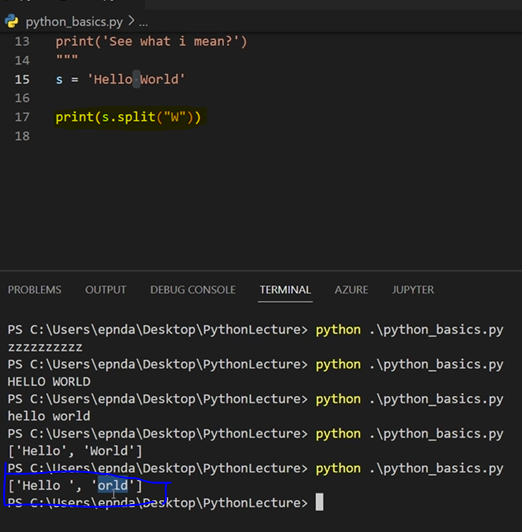 python_basics.py > ...
13 print('See what i mean?')
14 """
15 s = 'Hello World'
16
17 print(s.split("W"))
18
PROBLEMS OUTPUT DEBUG CONSOLE TERMINAL AZURE JUPYTER
PS C:\Users\epnda\Desktop\PythonLecture> python .\python_basics.py
zzzzzzzzzz
PS C:\Users\epnda\Desktop\PythonLecture> python .\python_basics.py
HELLO WORLD
PS C:\Users\epnda\Desktop\PythonLecture> python .\python_basics.py
hello world
PS C:\Users\epnda\Desktop\PythonLecture> python .\python_basics.py
['Hello', 'World']
PS C:\Users\epnda\Desktop\PythonLecture> python .\python_basics.py
['Hello ', 'orld']
PS C:\Users\epnda\Desktop\PythonLecture>